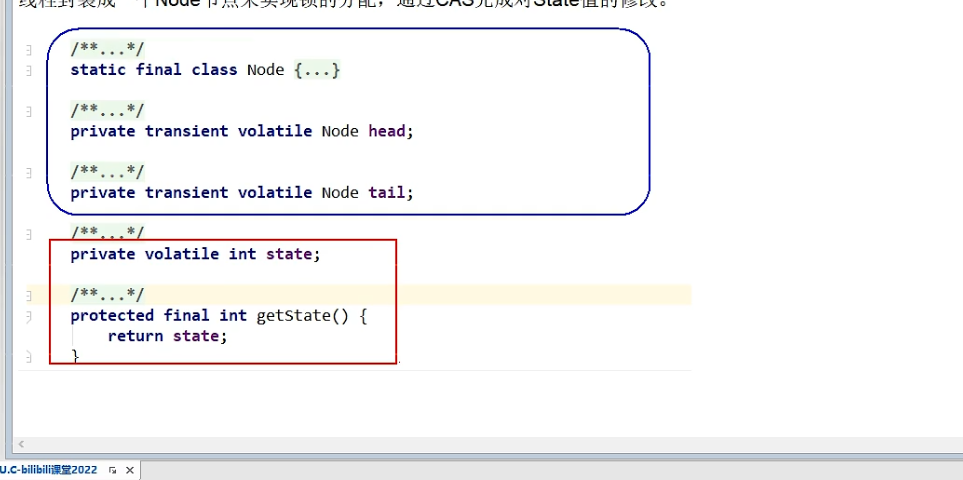 线程封装成一个Node节点来实现锁的分配，通过CAS完成对State值的修改。
/**...*/
static final class Node {...}
/**...*/
private transient volatile Node head;
/**...*/
private transient volatile Node tail;
/**...*/
private volatile int state;
/**...*/
protected final int getState() {
return state;
}
U.C-bilibili课堂2022